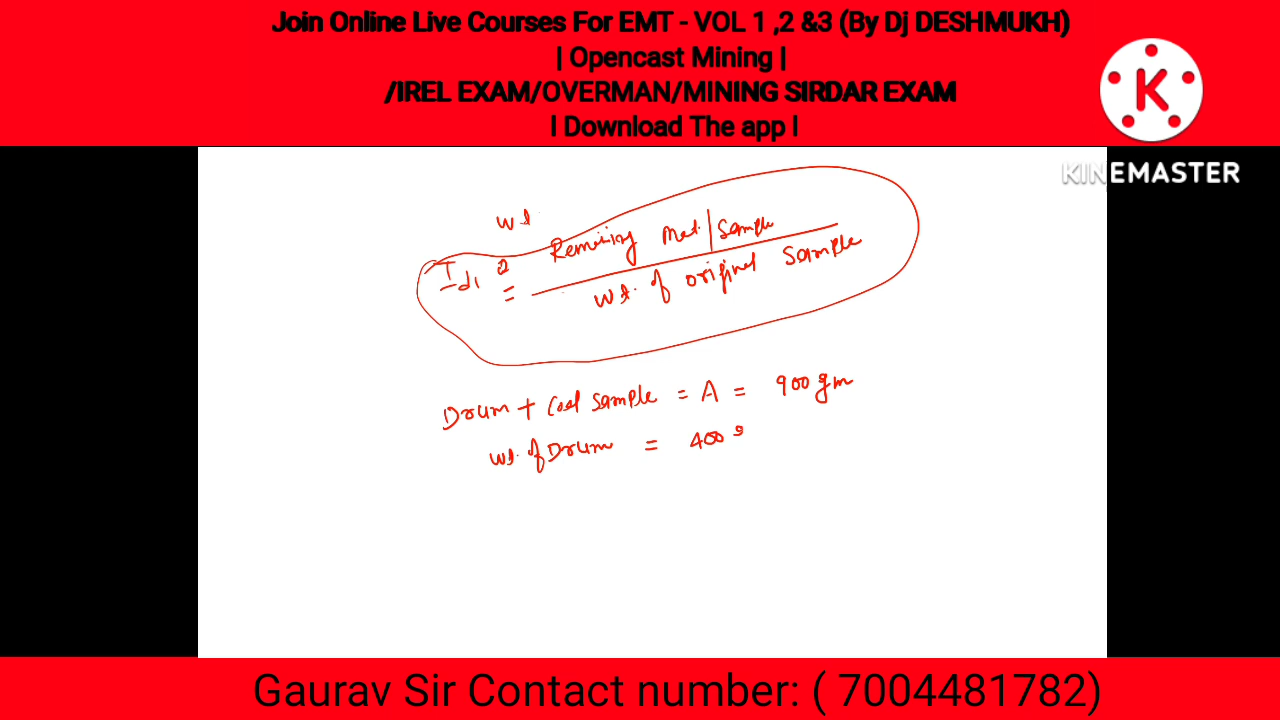 Join Online Live Courses For EMT - VOL 1 ,2 &3 (By Dj DESHMUKH)
| Opencast Mining |
/IREL EXAM/OVERMAN/MINING SIRDAR EXAM
l Download The app l
K
KINEMASTER
wt
Remaining Mat/Sample
Id1 =
wt. of original Sample
Drum + Coal Sample = A = 900 gm
wt. of Drum = 400 g
Gaurav Sir Contact number: ( 7004481782)